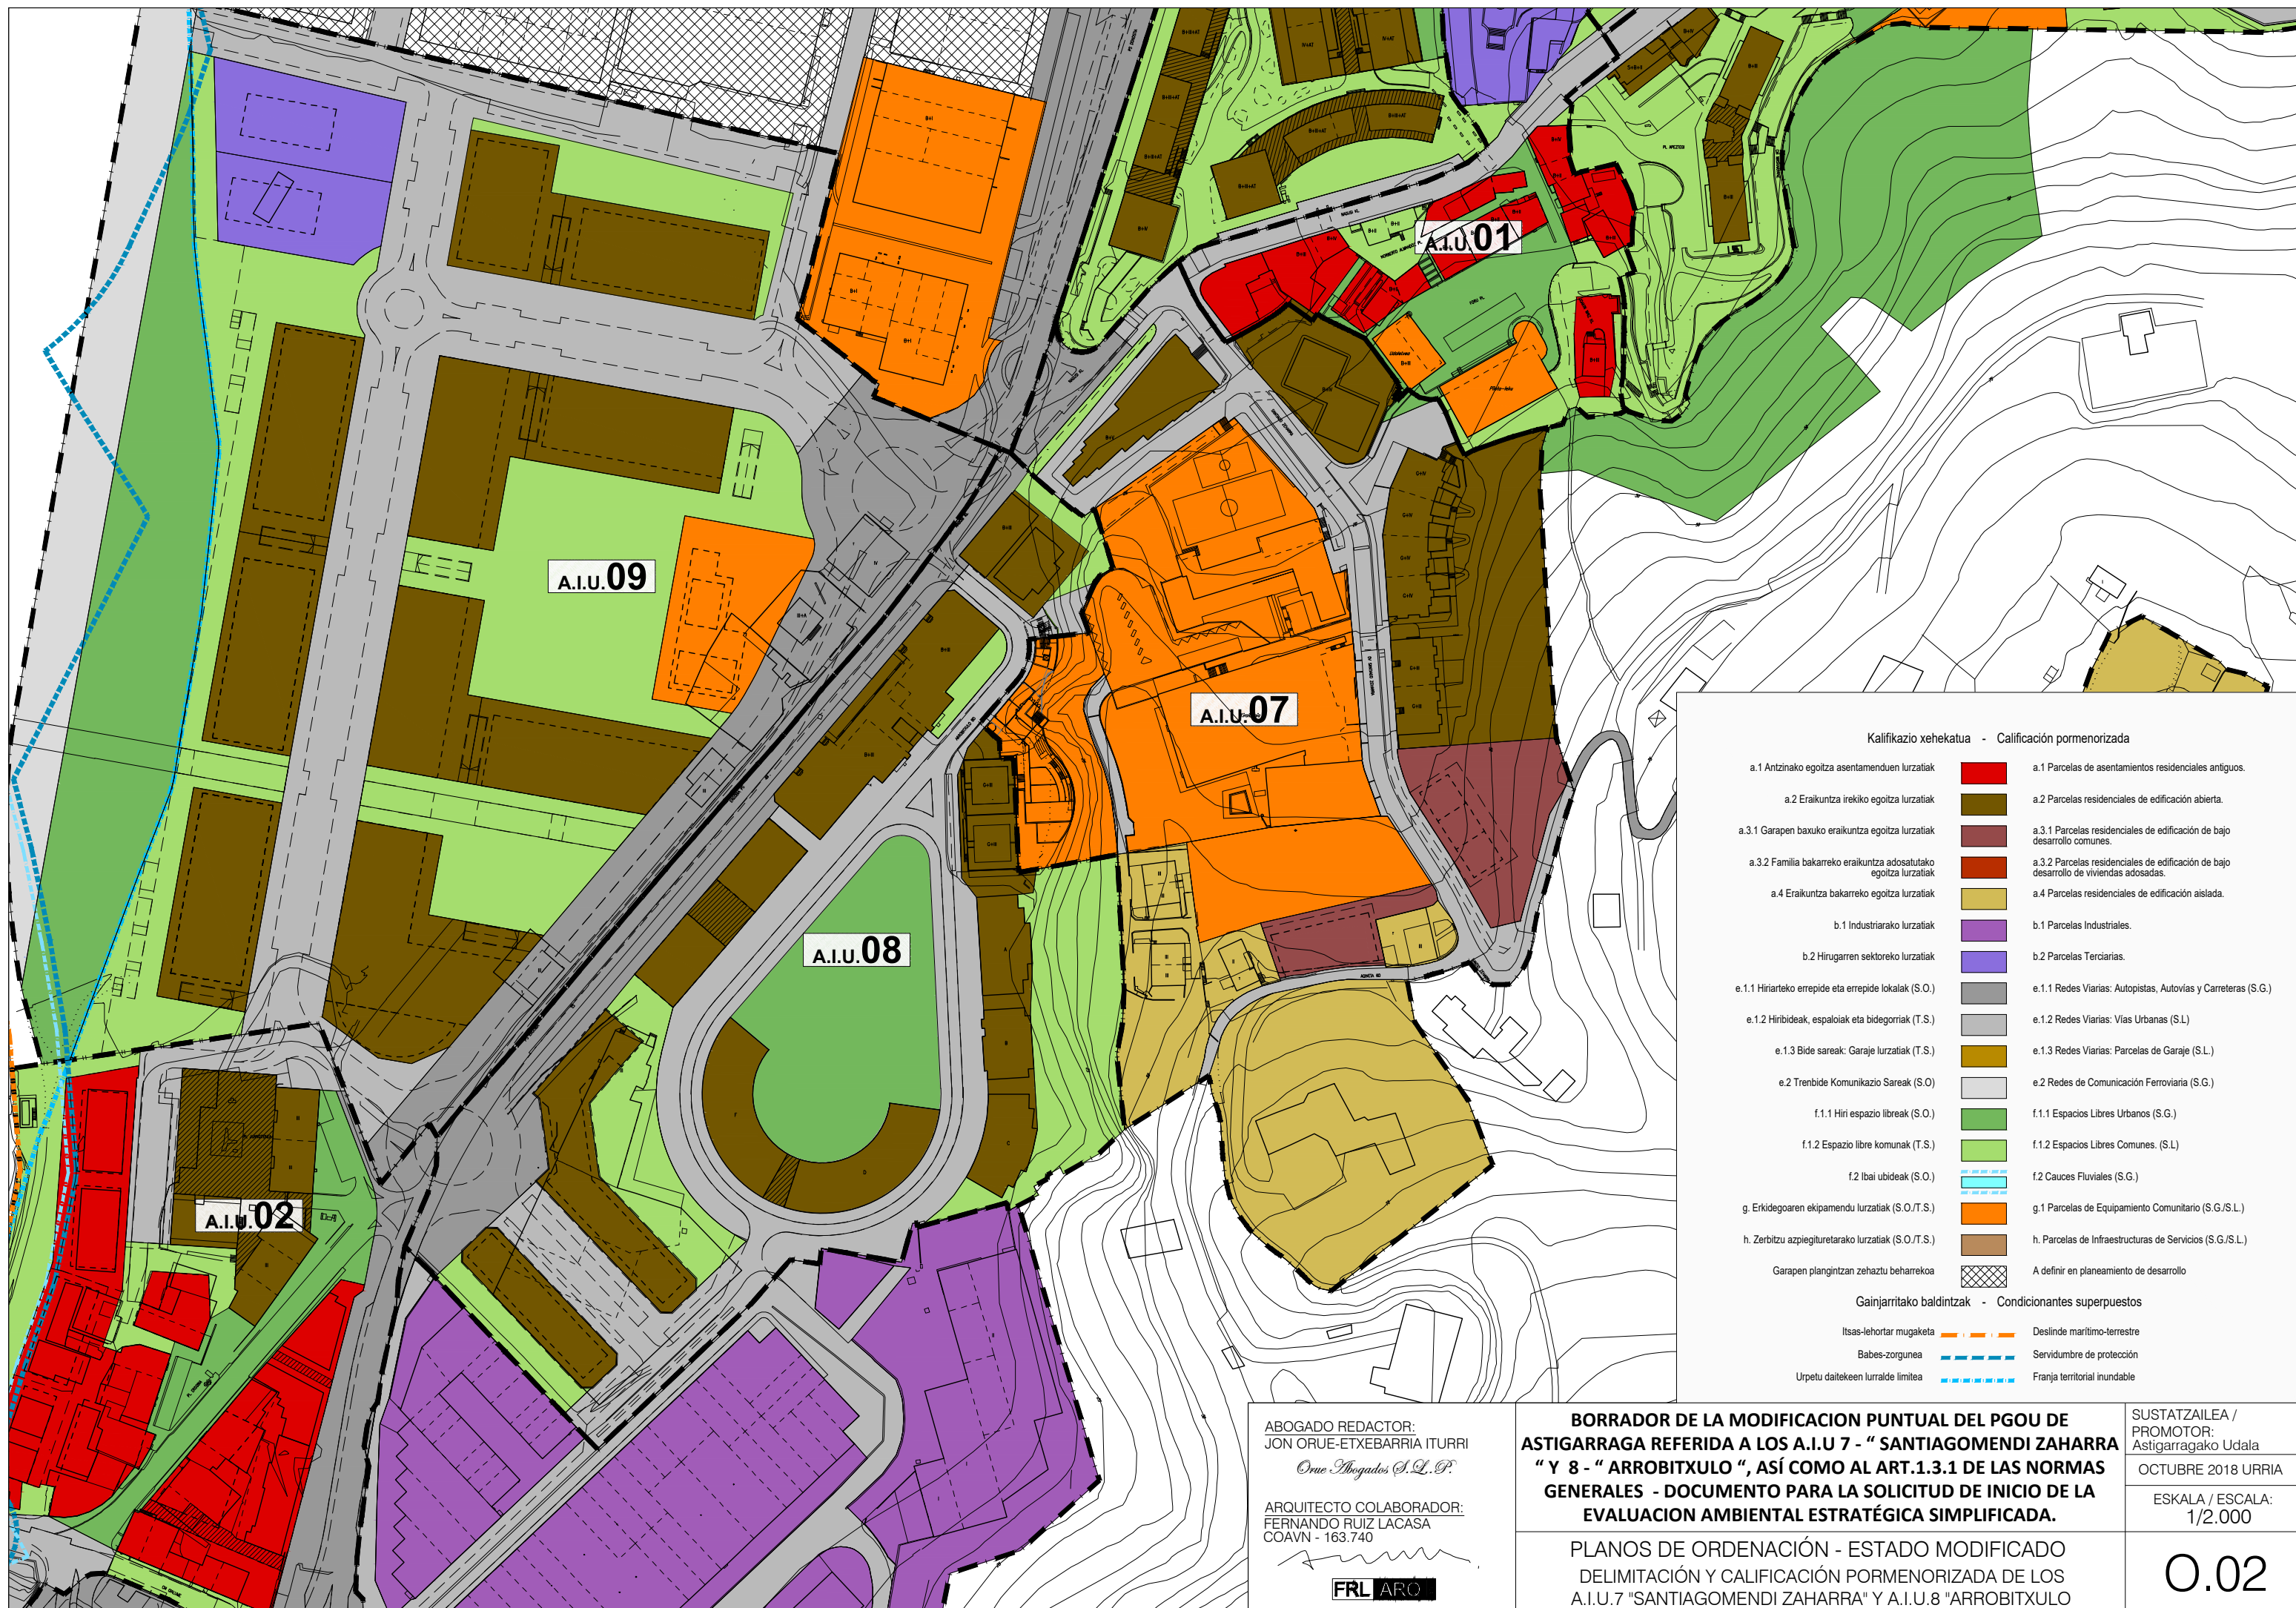 A.I.U.01
A.I.U.09
A.I.U.07
A.I.U.08
A.I.U.02
Kalifikazio xehekatua - Calificación pormenorizada
a.1 Antzinako egoitza asentamenduen lurzatiak
a.1 Parcelas de asentamientos residenciales antiguos.
a.2 Eraikuntza irekiko egoitza lurzatiak
a.2 Parcelas residenciales de edificación abierta.
a.3.1 Garapen baxuko eraikuntza egoitza lurzatiak
a.3.1 Parcelas residenciales de edificación de bajo
desarrollo comunes.
a.3.2 Familia bakarreko eraikuntza adosatutako
egoitza lurzatiak
a.3.2 Parcelas residenciales de edificación de bajo
desarrollo de viviendas adosadas.
a.4 Eraikuntza bakarreko egoitza lurzatiak
a.4 Parcelas residenciales de edificación aislada.
b.1 Industriarako lurzatiak
b.1 Parcelas Industriales.
b.2 Hirugarren sektoreko lurzatiak
b.2 Parcelas Terciarias.
e.1.1 Hiriarteko errepide eta errepide lokalak (S.O.)
e.1.1 Redes Viarias: Autopistas, Autovías y Carreteras (S.G.)
e.1.2 Hiribideak, espaloiak eta bidegorriak (T.S.)
e.1.2 Redes Viarias: Vías Urbanas (S.L)
e.1.3 Bide sareak: Garaje lurzatiak (T.S.)
e.1.3 Redes Viarias: Parcelas de Garaje (S.L.)
e.2 Trenbide Komunikazio Sareak (S.O)
e.2 Redes de Comunicación Ferroviaria (S.G.)
f.1.1 Hiri espazio libreak (S.O.)
f.1.1 Espacios Libres Urbanos (S.G.)
f.1.2 Espazio libre komunak (T.S.)
f.1.2 Espacios Libres Comunes. (S.L)
f.2 Ibai ubideak (S.O.)
f.2 Cauces Fluviales (S.G.)
g. Erkidegoaren ekipamendu lurzatiak (S.O./T.S.)
g.1 Parcelas de Equipamiento Comunitario (S.G./S.L.)
h. Zerbitzu azpiegituretarako lurzatiak (S.O./T.S.)
h. Parcelas de Infraestructuras de Servicios (S.G./S.L.)
Garapen plangintzan zehaztu beharrekoa
A definir en planeamiento de desarrollo
Gainjarritako baldintzak - Condicionantes superpuestos
Itsas-lehortar mugaketa
Deslinde marítimo-terrestre
Babes-zorgunea
Servidumbre de protección
Urpetu daitekeen lurralde limitea
Franja territorial inundable
ABOGADO REDACTOR:
JON ORUE-ETXEBARRIA ITURRI
Orue Abogados S.L.P.
ARQUITECTO COLABORADOR:
FERNANDO RUIZ LACASA
COAVN - 163.740
FRL ARQ
BORRADOR DE LA MODIFICACION PUNTUAL DEL PGOU DE
ASTIGARRAGA REFERIDA A LOS A.I.U 7 - “ SANTIAGOMENDI ZAHARRA
“ Y 8 - “ ARROBITXULO “, ASÍ COMO AL ART.1.3.1 DE LAS NORMAS
GENERALES - DOCUMENTO PARA LA SOLICITUD DE INICIO DE LA
EVALUACION AMBIENTAL ESTRATÉGICA SIMPLIFICADA.
PLANOS DE ORDENACIÓN - ESTADO MODIFICADO
DELIMITACIÓN Y CALIFICACIÓN PORMENORIZADA DE LOS
A.I.U.7 "SANTIAGOMENDI ZAHARRA" Y A.I.U.8 "ARROBITXULO
SUSTATZAILEA /
PROMOTOR:
Astigarragako Udala
OCTUBRE 2018 URRIA
ESKALA / ESCALA:
1/2.000
O.02